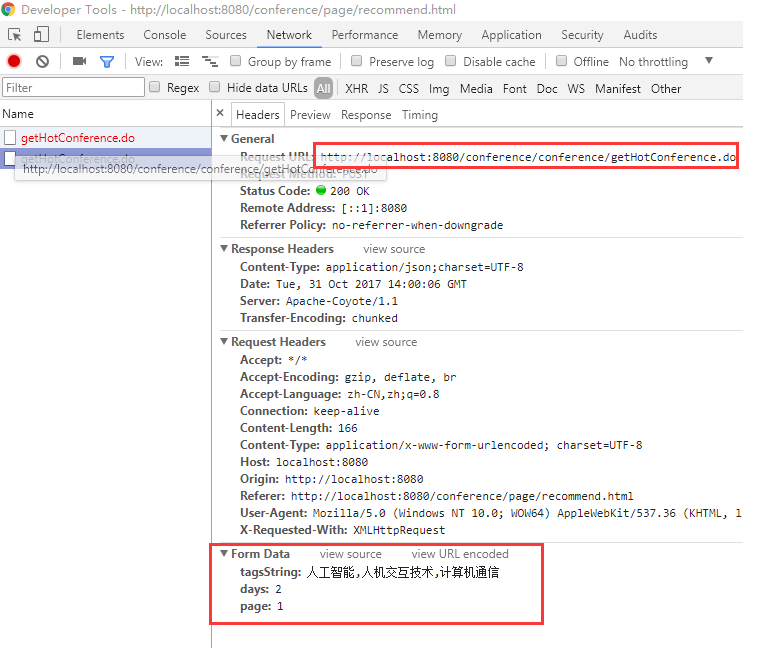 Developer Tools - http://localhost:8080/conference/page/recommend.html
Elements Console Sources Network Performance Memory Application Security Audits
View: Group by frame Preserve log Disable cache Offline No throttling
Filter Regex Hide data URLs All XHR JS CSS Img Media Font Doc WS Manifest Other
Name
× Headers Preview Response Timing
getHotConference.do
getHotConference.do
http://localhost:8080/conference/conference/getHotConference.do
General
Request URL: http://localhost:8080/conference/conference/getHotConference.do
Request Method: POST
Status Code: 200 OK
Remote Address: [::1]:8080
Referrer Policy: no-referrer-when-downgrade
Response Headers view source
Content-Type: application/json;charset=UTF-8
Date: Tue, 31 Oct 2017 14:00:06 GMT
Server: Apache-Coyote/1.1
Transfer-Encoding: chunked
Request Headers view source
Accept: */*
Accept-Encoding: gzip, deflate, br
Accept-Language: zh-CN,zh;q=0.8
Connection: keep-alive
Content-Length: 166
Content-Type: application/x-www-form-urlencoded; charset=UTF-8
Host: localhost:8080
Origin: http://localhost:8080
Referer: http://localhost:8080/conference/page/recommend.html
User-Agent: Mozilla/5.0 (Windows NT 10.0; WOW64) AppleWebKit/537.36 (KHTML, l
X-Requested-With: XMLHttpRequest
Form Data view source view URL encoded
tagsString: 人工智能,人机交互技术,计算机通信
days: 2
page: 1